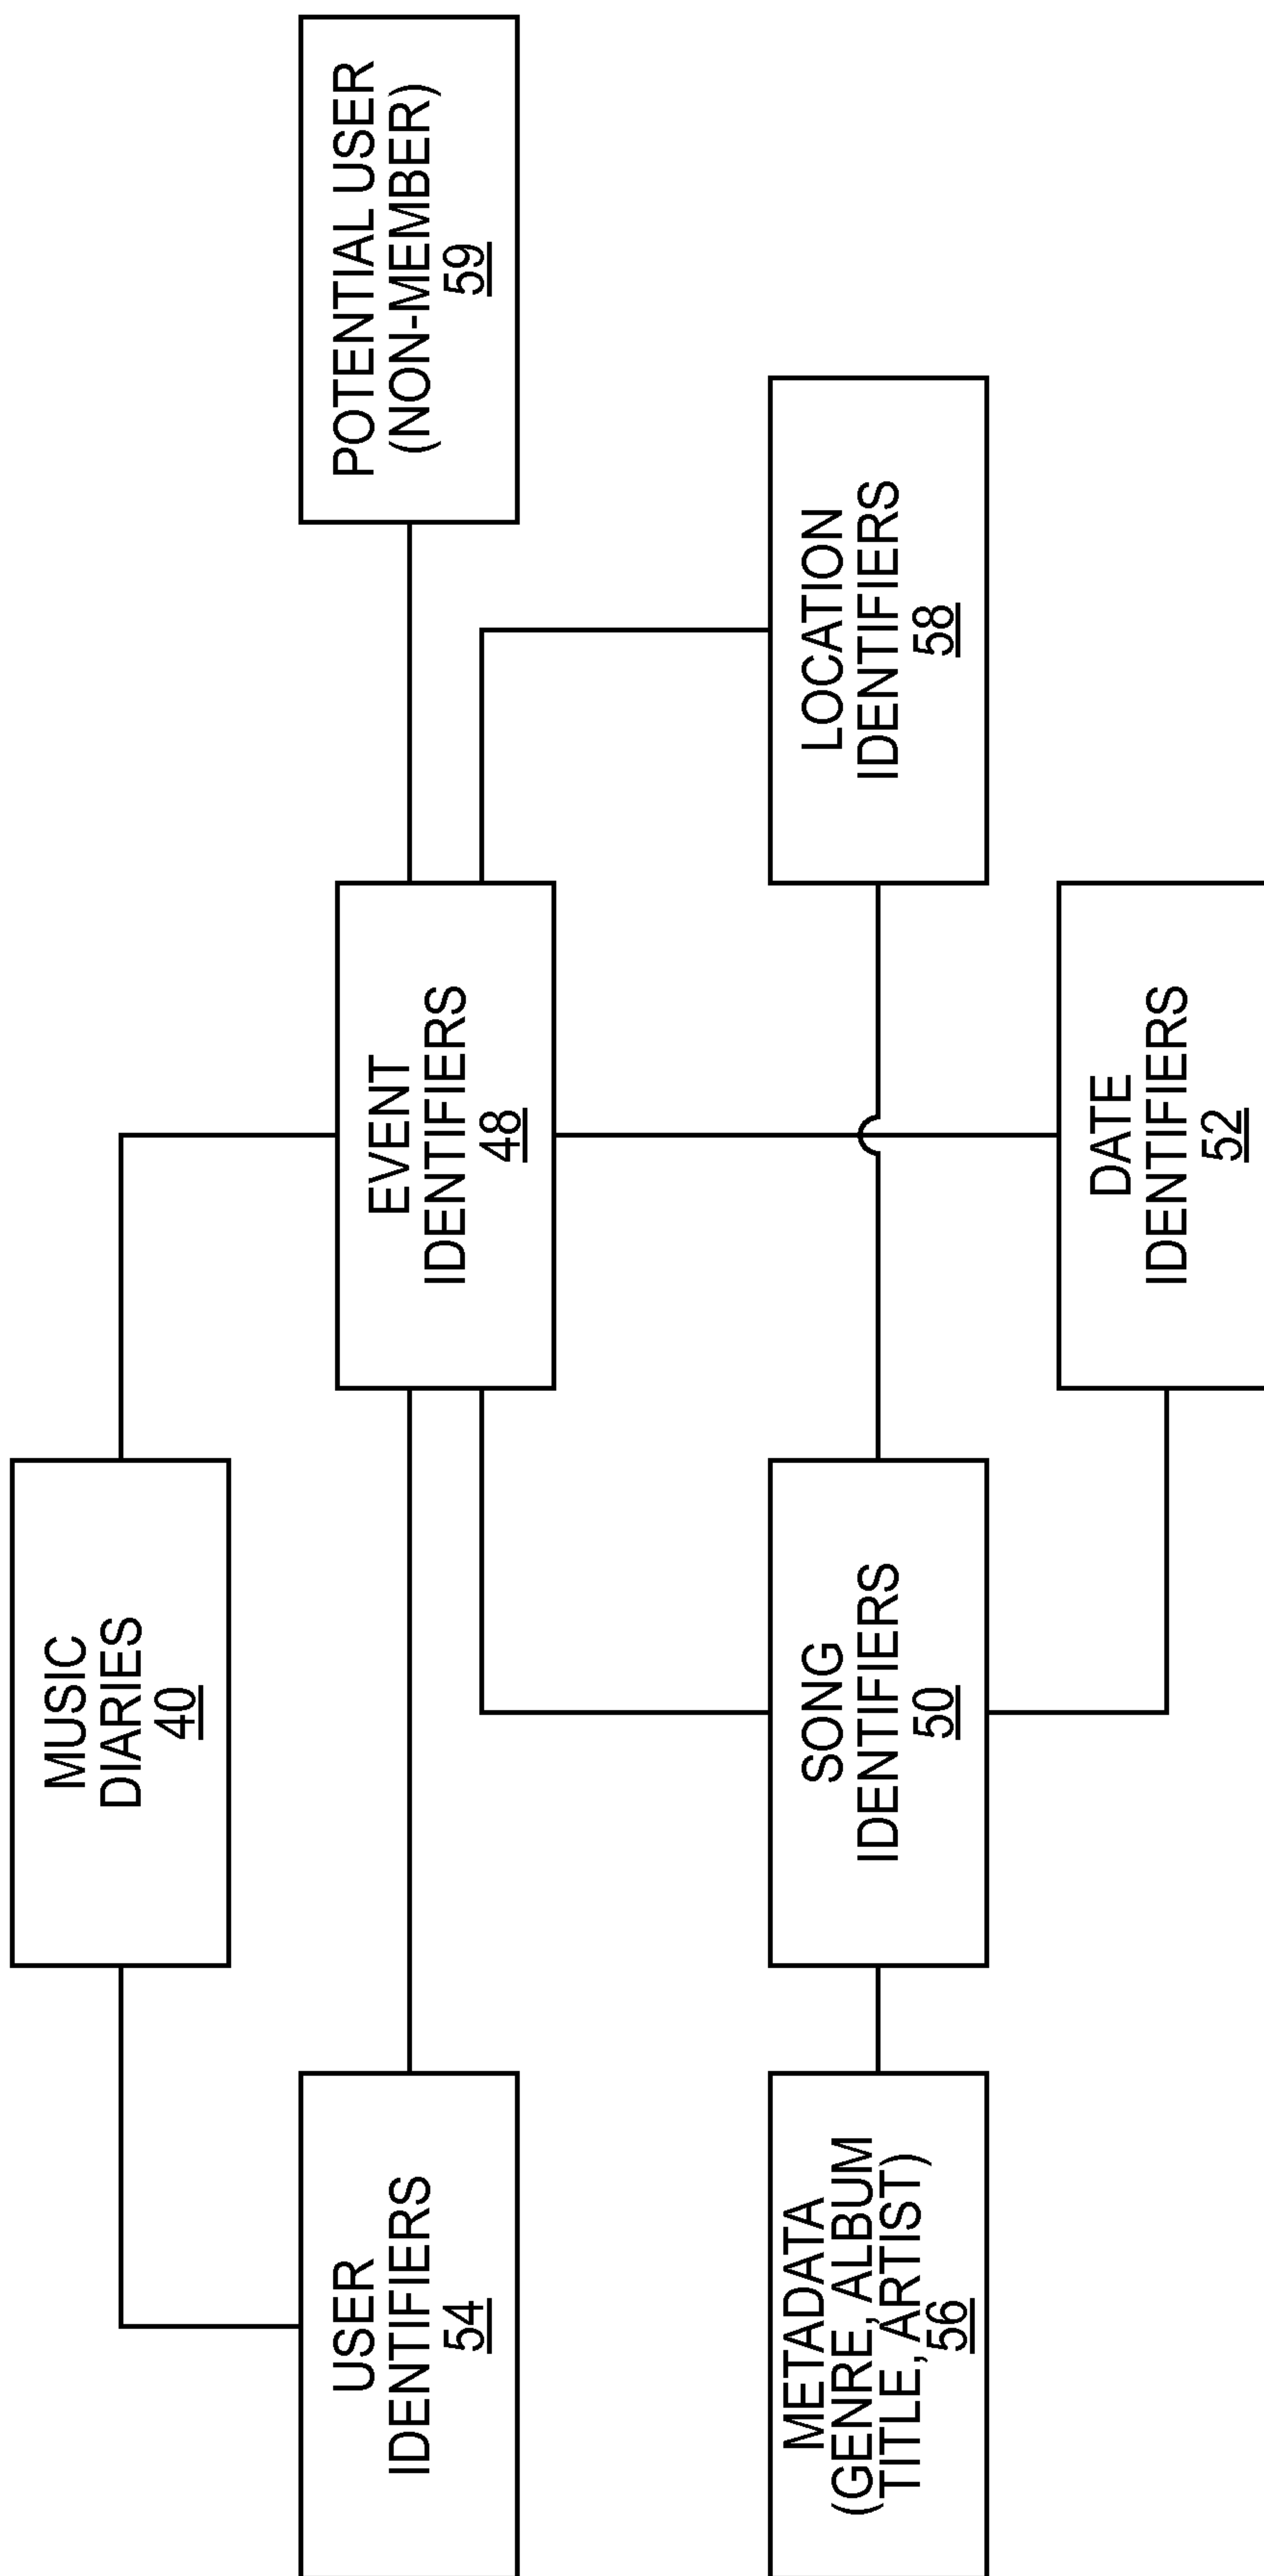 MUSIC
DIARIES
40
USER
IDENTIFIERS
54
EVENT
IDENTIFIERS
48
POTENTIAL USER
(NON-MEMBER)
59
METADATA
(GENRE, ALBUM
TITLE, ARTIST)
56
SONG
IDENTIFIERS
50
LOCATION
IDENTIFIERS
58
DATE
IDENTIFIERS
52